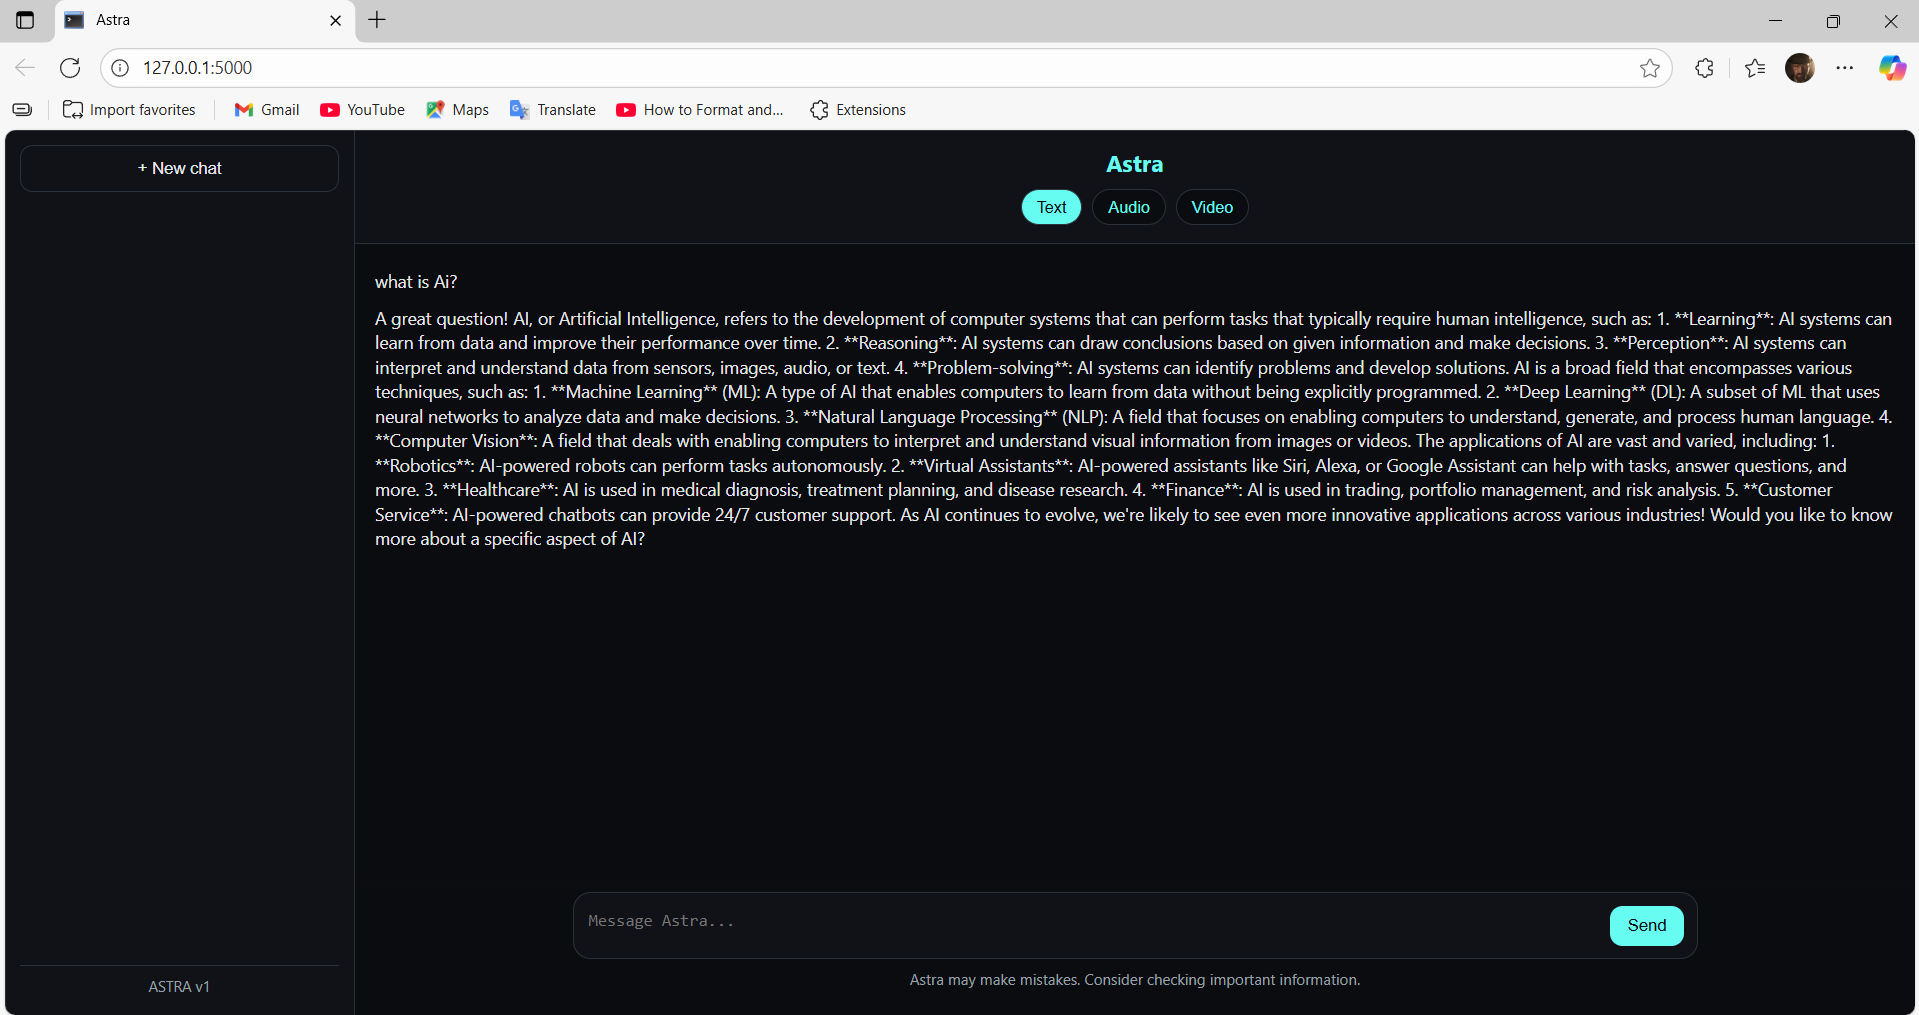 Astra
127.0.0.1:5000
Import favorites
Gmail
YouTube
Maps
Translate
How to Format and...
Extensions
+ New chat
Astra
Text
Audio
Video
what is Ai?
A great question! AI, or Artificial Intelligence, refers to the development of computer systems that can perform tasks that typically require human intelligence, such as: 1. **Learning**: AI systems can
learn from data and improve their performance over time. 2. **Reasoning**: AI systems can draw conclusions based on given information and make decisions. 3. **Perception**: AI systems can
interpret and understand data from sensors, images, audio, or text. 4. **Problem-solving**: AI systems can identify problems and develop solutions. AI is a broad field that encompasses various
techniques, such as: 1. **Machine Learning** (ML): A type of AI that enables computers to learn from data without being explicitly programmed. 2. **Deep Learning** (DL): A subset of ML that uses
neural networks to analyze data and make decisions. 3. **Natural Language Processing** (NLP): A field that focuses on enabling computers to understand, generate, and process human language. 4.
**Computer Vision**: A field that deals with enabling computers to interpret and understand visual information from images or videos. The applications of AI are vast and varied, including: 1.
**Robotics**: AI-powered robots can perform tasks autonomously. 2. **Virtual Assistants**: AI-powered assistants like Siri, Alexa, or Google Assistant can help with tasks, answer questions, and
more. 3. **Healthcare**: AI is used in medical diagnosis, treatment planning, and disease research. 4. **Finance**: AI is used in trading, portfolio management, and risk analysis. 5. **Customer
Service**: AI-powered chatbots can provide 24/7 customer support. As AI continues to evolve, we're likely to see even more innovative applications across various industries! Would you like to know
more about a specific aspect of AI?
Message Astra...
Send
Astra may make mistakes. Consider checking important information.
ASTRA v1